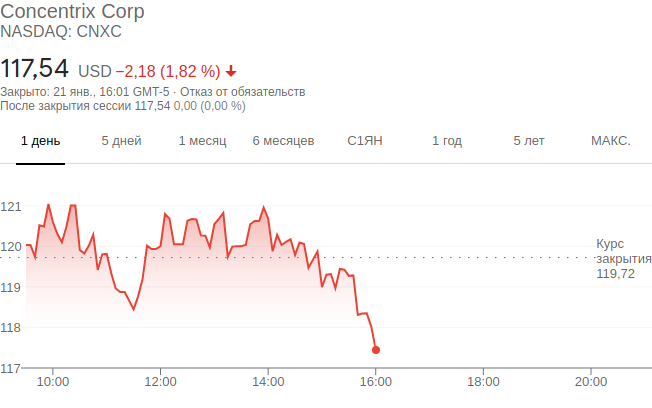 Concentrix Corp
NASDAQ: CNXC
117,54 USD −2,18 (1,82 %)
Закрыто: 21 янв., 16:01 GMT-5 · Отказ от обязательств
После закрытия сессии 117,54 0,00 (0,00 %)
1 день 5 дней 1 месяц 6 месяцев С1ЯН 1 год 5 лет МАКС.
121
120
119
118
117
Курс
закрытия
119,72
10:00 12:00 14:00 16:00 18:00 20:00